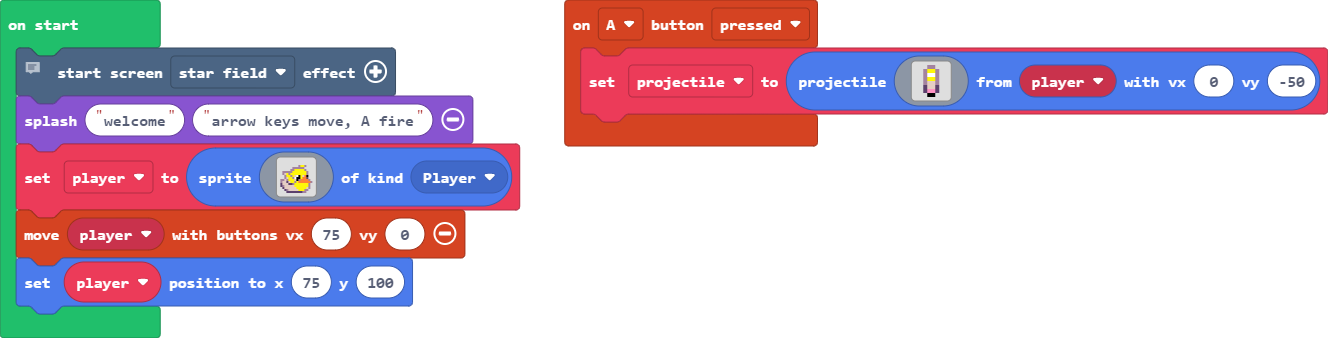 on start
start screen star field effect
splash "welcome" "arrow keys move, A fire"
set player to sprite of kind Player
move player with buttons vx 75 vy 0
set player position to x 75 y 100
on A button pressed
set projectile to projectile from player with vx 0 vy -50